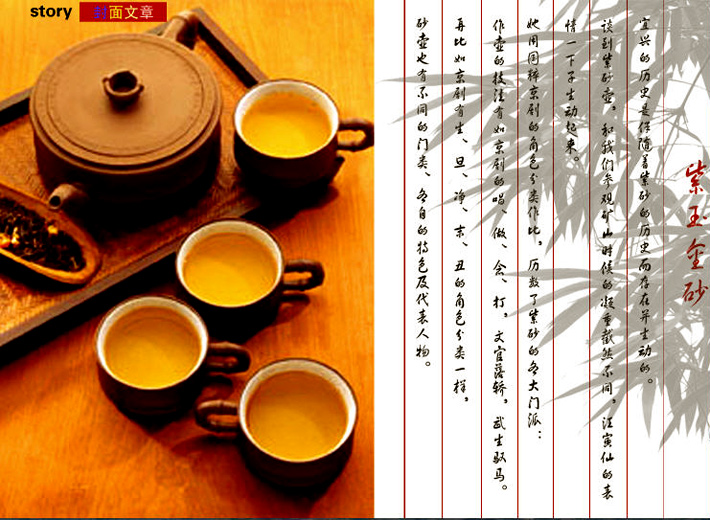 story 封面文章
紫玉金砂
宜兴的历史是伴随着紫砂的历史而存在并生动的。
谈到紫砂壶，和我们参观矿山时候的凝重截然不同，汪寅仙的表
情一下子生动起来。
她用国粹京剧的角色分类作比，历数了紫砂的各大门派：
作壶的技法有如京剧的唱、做、念、打，文官落轿，武生驭马。
再比如京剧有生、旦、净、末、丑的角色分类一样，
砂壶也有不同的门类、各自的特色及代表人物。